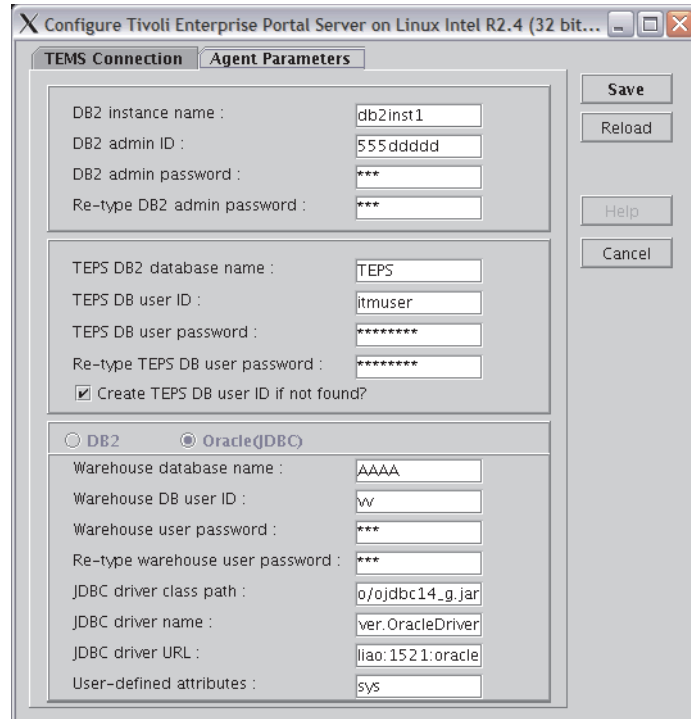 X Configure Tivoli Enterprise Portal Server on Linux Intel R2.4 (32 bit...
TEMS Connection Agent Parameters
Save
Reload
Help
Cancel
DB2 instance name : db2inst1
DB2 admin ID : 555ddddd
DB2 admin password : ***
Re-type DB2 admin password : ***
TEPS DB2 database name : TEPS
TEPS DB user ID : itmuser
TEPS DB user password : ********
Re-type TEPS DB user password : ********
Create TEPS DB user ID if not found?
DB2 Oracle(JDBC)
Warehouse database name : AAAA
Warehouse DB user ID :
Warehouse user password : ***
Re-type warehouse user password : ***
JDBC driver class path : o/ojdbc14_g.jar
JDBC driver name : ver.OracleDriver
JDBC driver URL : liao:1521:oracle
User-defined attributes : sys